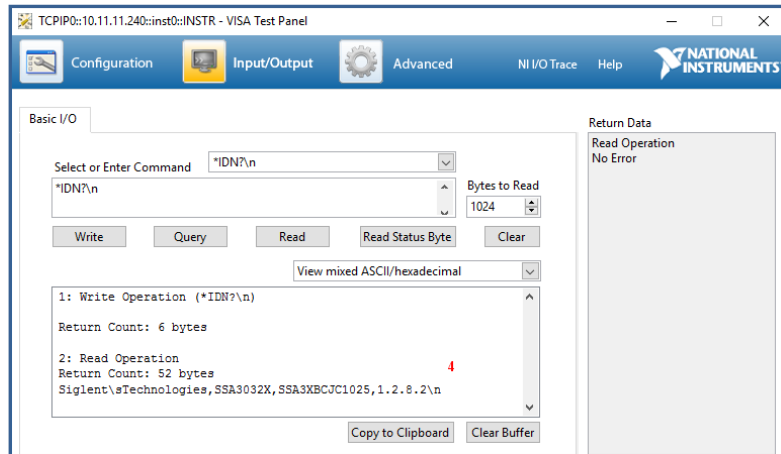 TCPIP0::10.11.11.240::inst0::INSTR - VISA Test Panel
Configuration Input/Output Advanced NI I/O Trace Help NATIONAL INSTRUMENTS
Basic I/O
Return Data
Select or Enter Command *IDN?\n
Read Operation
No Error
*IDN?\n
Bytes to Read
1024
Write Query Read Read Status Byte Clear
View mixed ASCII/hexadecimal
1: Write Operation (*IDN?\n)
Return Count: 6 bytes
2: Read Operation
4
Return Count: 52 bytes
Siglent\sTechnologies,SSA3032X,SSA3XBCJC1025,1.2.8.2\n
Copy to Clipboard Clear Buffer